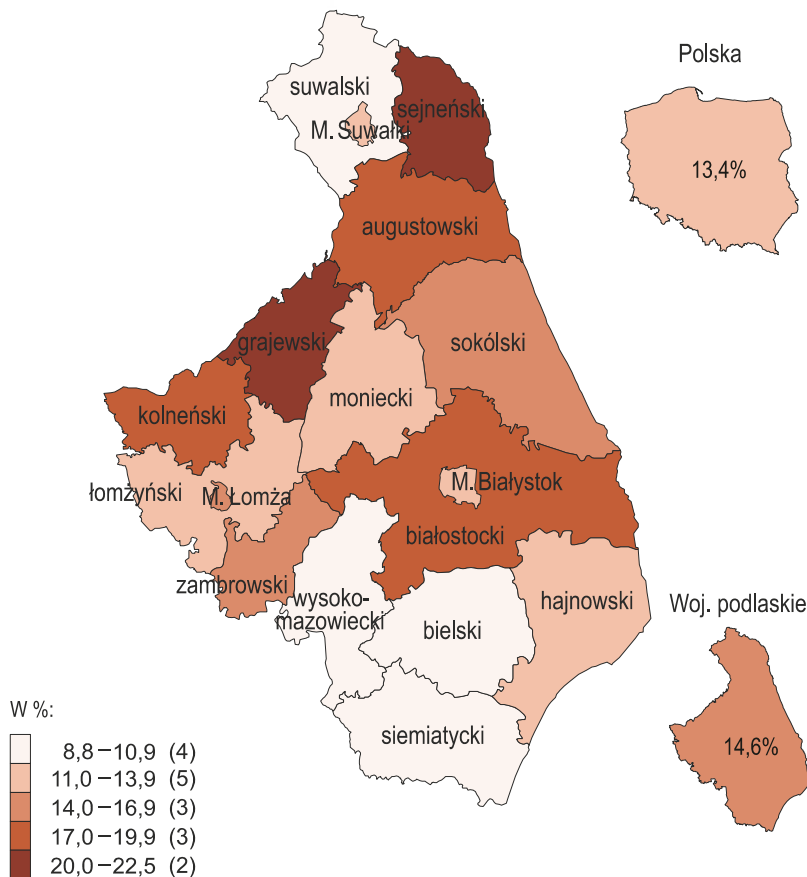 Polska
suwalski
sejneński
M. Suwałki
13,4%
augustowski
grajewski
sokólski
moniecki
kolneński
łomżyński
M. Łomża
M. Białystok
białostocki
zambrowski
wysoko-
mazowiecki
hajnowski
bielski
Woj. podlaskie
siemiatycki
14,6%
W %:
8,8–10,9 (4)
11,0–13,9 (5)
14,0–16,9 (3)
17,0–19,9 (3)
20,0–22,5 (2)